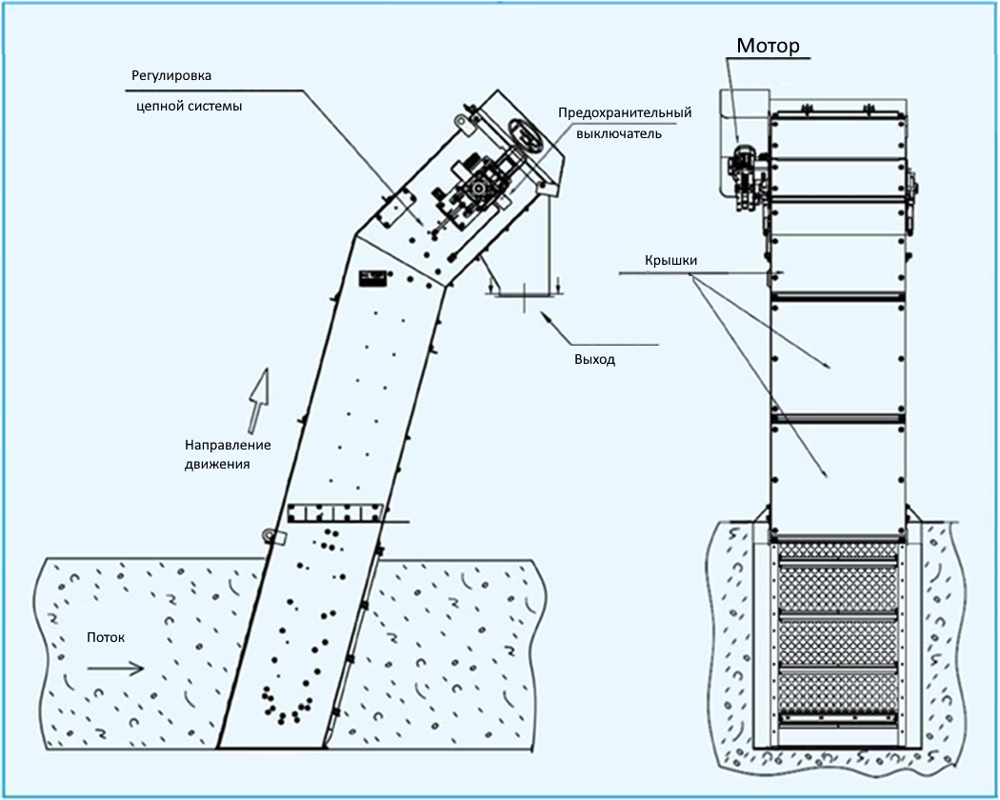 Мотор
Регулировка
цепной системы
Предохранительный
выключатель
Крышки
Выход
Направление
движения
Поток